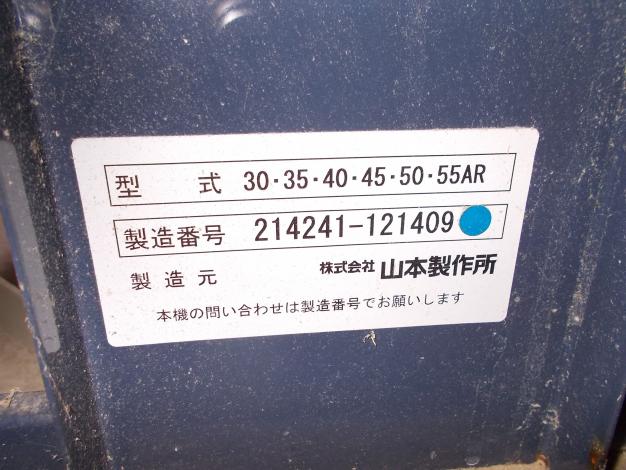 型 式 30・35・40・45・50・55AR
製造番号 214241-121409
製造元 株式会社 山本製作所
本機の問い合わせは製造番号でお願いします